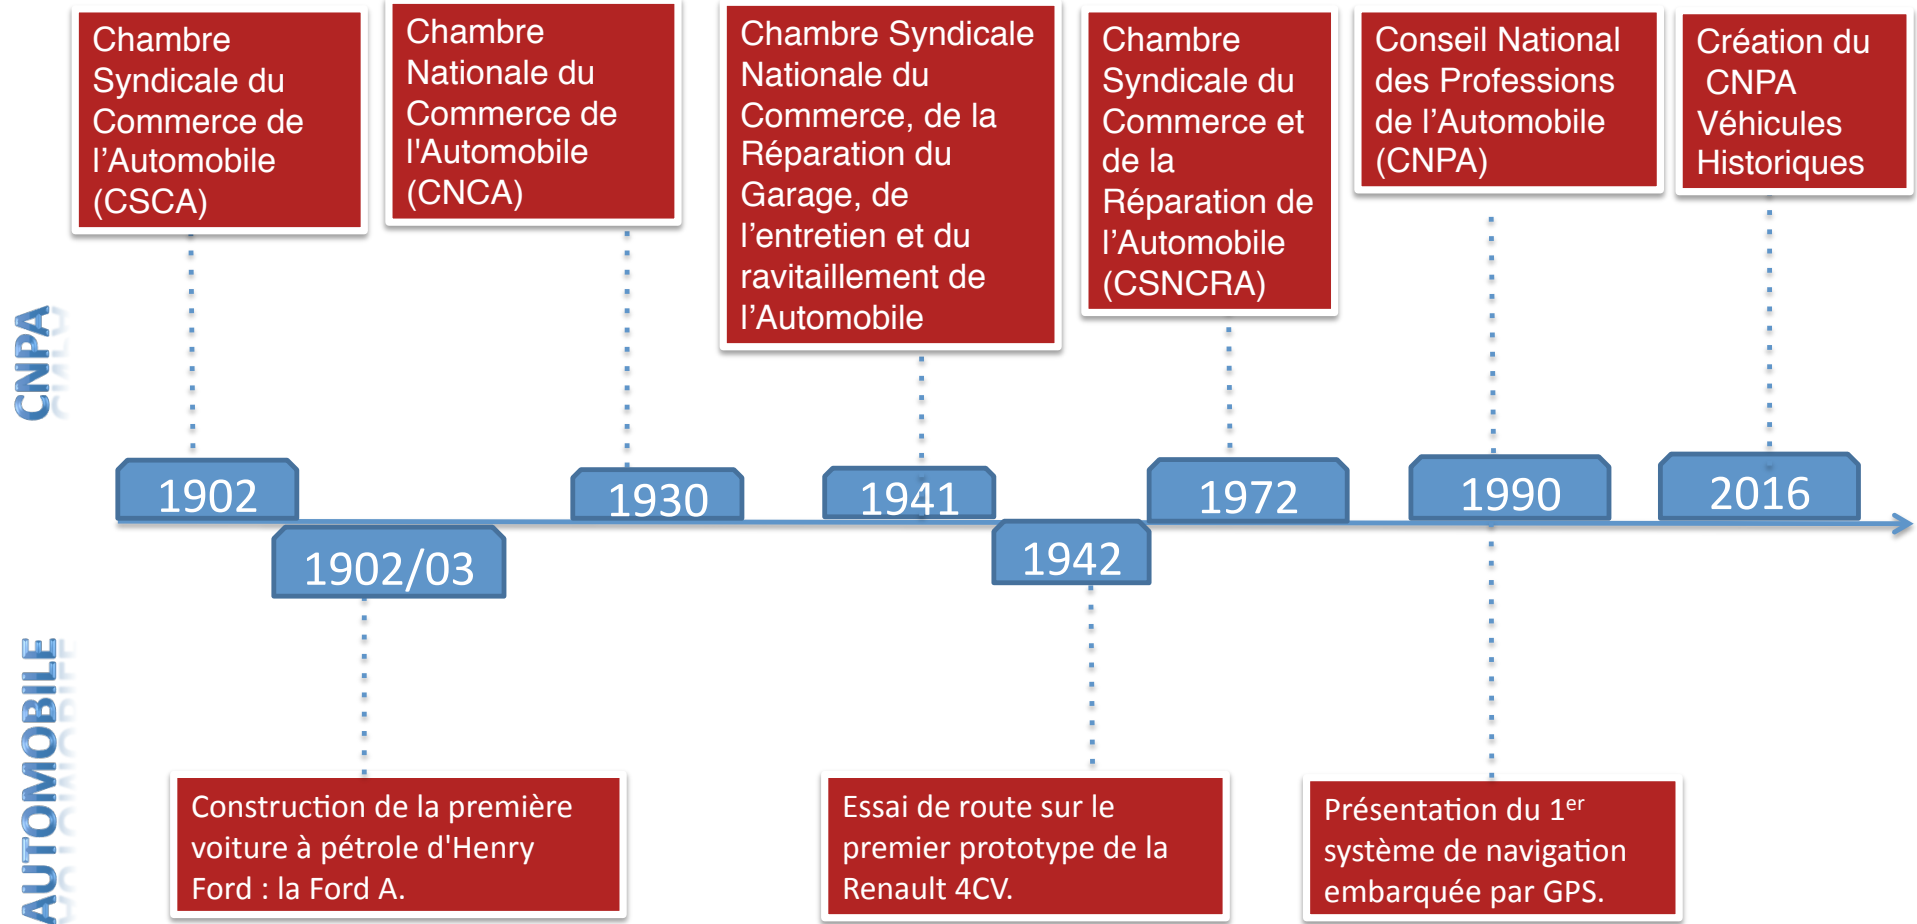 Chambre
Syndicale du
Commerce de
l’Automobile
(CSCA)
Chambre
Nationale du
Commerce de
l'Automobile
(CNCA)
Chambre Syndicale
Nationale du
Commerce, de la
Réparation du
Garage, de
l’entretien et du
ravitaillement de
l’Automobile
Chambre
Syndicale du
Commerce et
de la
Réparation de
l’Automobile
(CSNCRA)
Conseil National
des Professions
de l’Automobile
(CNPA)
Création du
CNPA
Véhicules
Historiques
CNPA
1902
1930
1941
1972
1990
2016
1902/03
1942
AUTOMOBILE
Construction de la première
voiture à pétrole d'Henry
Ford : la Ford A.
Essai de route sur le
premier prototype de la
Renault 4CV.
Présentation du 1er
système de navigation
embarquée par GPS.